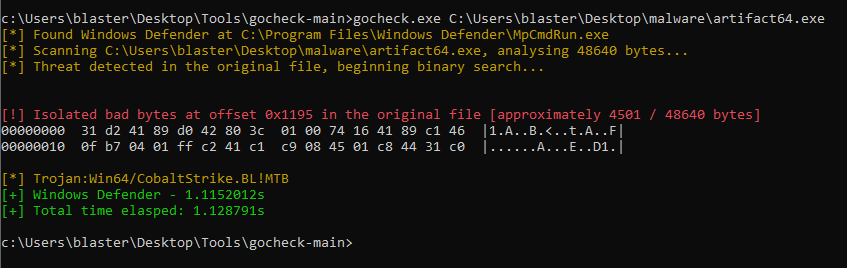 c:\Users\blaster\Desktop\Tools\gocheck-main>gocheck.exe C:\Users\blaster\Desktop\malware\artifact64.exe
[*] Found Windows Defender at C:\Program Files\Windows Defender\MpCmdRun.exe
[*] Scanning C:\Users\blaster\Desktop\malware\artifact64.exe, analysing 48640 bytes...
[*] Threat detected in the original file, beginning binary search...
[!] Isolated bad bytes at offset 0x1195 in the original file [approximately 4501 / 48640 bytes]
00000000  31 d2 41 89 d0 42 80 3c  01 00 74 16 41 89 c1 46  |1.A..B.<..t.A..F|
00000010  0f b7 04 01 ff c2 41 c1  c9 08 45 01 c8 44 31 c0  |......A...E..D1.|
[*] Trojan:Win64/CobaltStrike.BL!MTB
[+] Windows Defender - 1.1152012s
[+] Total time elasped: 1.128791s
c:\Users\blaster\Desktop\Tools\gocheck-main>